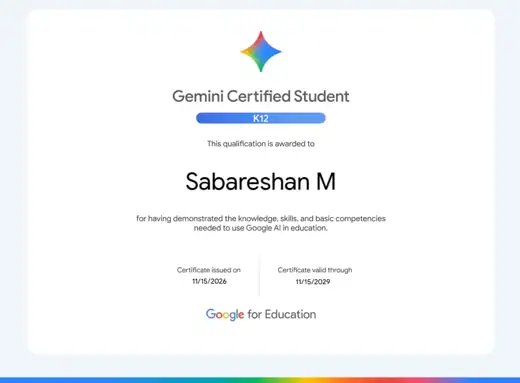 Gemini Certified Student
K12
This qualification is awarded to
Sabareshan M
for having demonstrated the knowledge, skills, and basic competencies
needed to use Google AI in education.
Certificate issued on
11/15/2026
Certificate valid through
11/15/2029
Google for Education